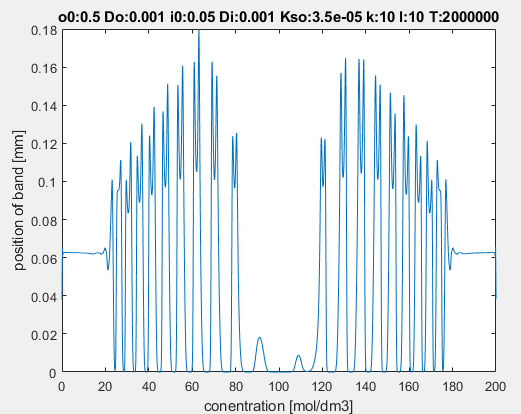 o0:0.5 Do:0.001 i0:0.05 Di:0.001 Kso:3.5e-05 k:10 l:10 T:2000000
0.18
0.16
0.14
0.12
0.1
0.08
0.06
0.04
0.02
0
position of band [mm]
0 20 40 60 80 100 120 140 160 180 200
conentration [mol/dm3]